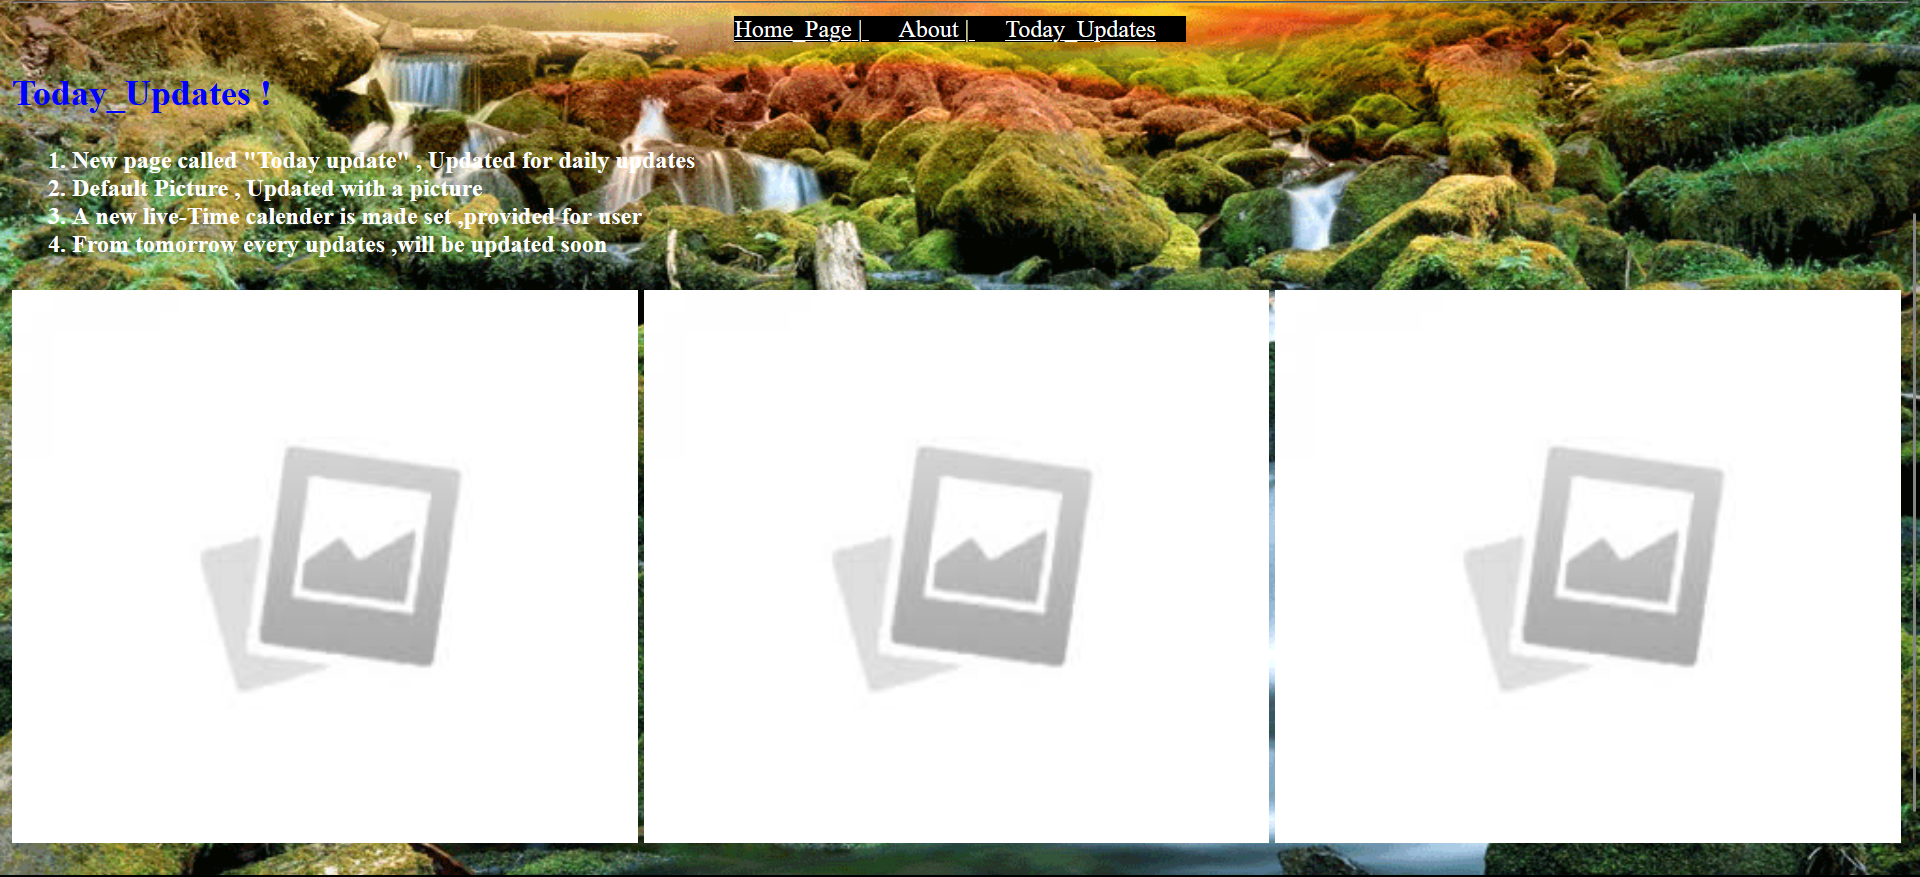 Home_Page | About | Today_Updates
Today_Updates !
1. New page called "Today update" , Updated for daily updates
2. Default Picture , Updated with a picture
3. A new live-Time calender is made set ,provided for user
4. From tomorrow every updates ,will be updated soon